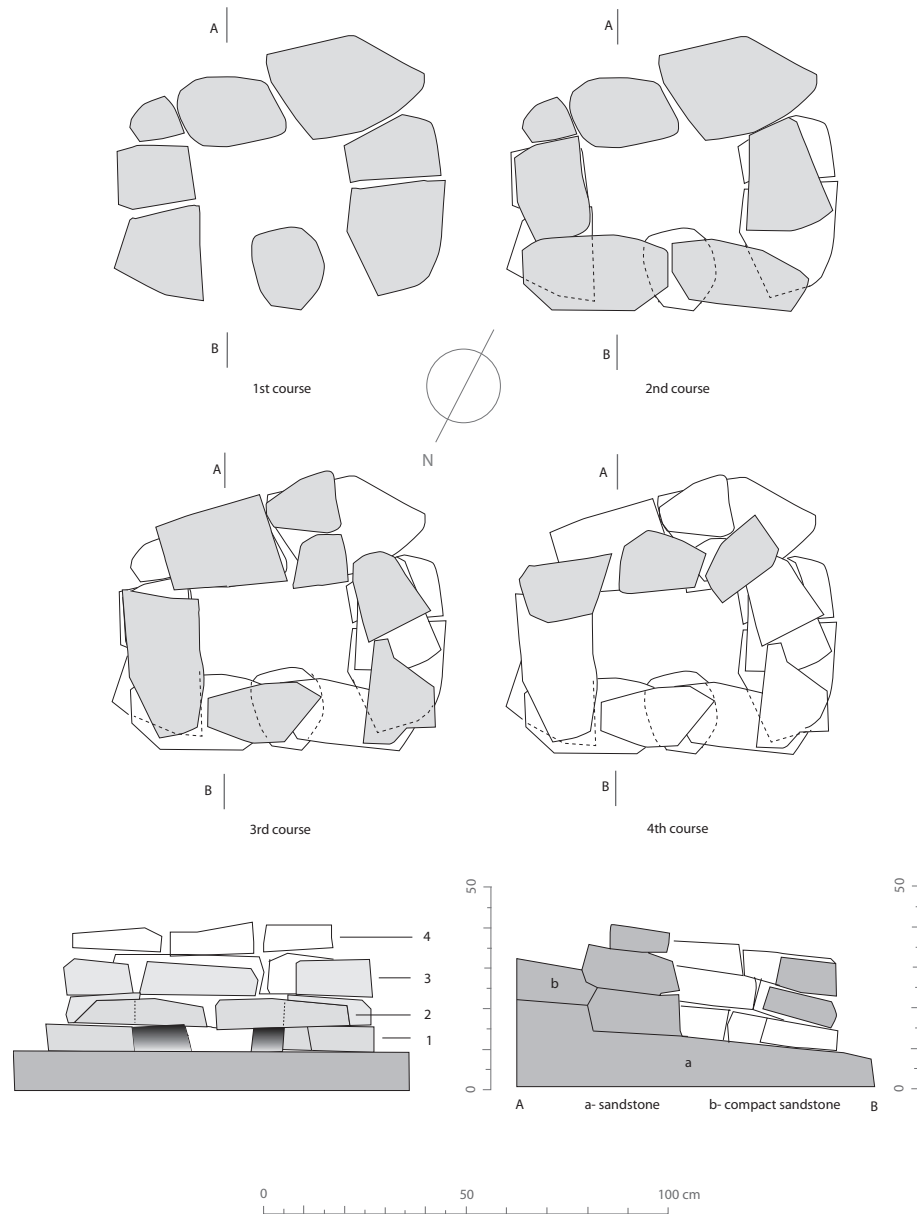 A
A
B
B
1st course
2nd course
N
A
A
B
B
3rd course
4th course
4
3
2
1
50
0
b
a
50
0
A
a- sandstone
b- compact sandstone
B
0
50
100 cm